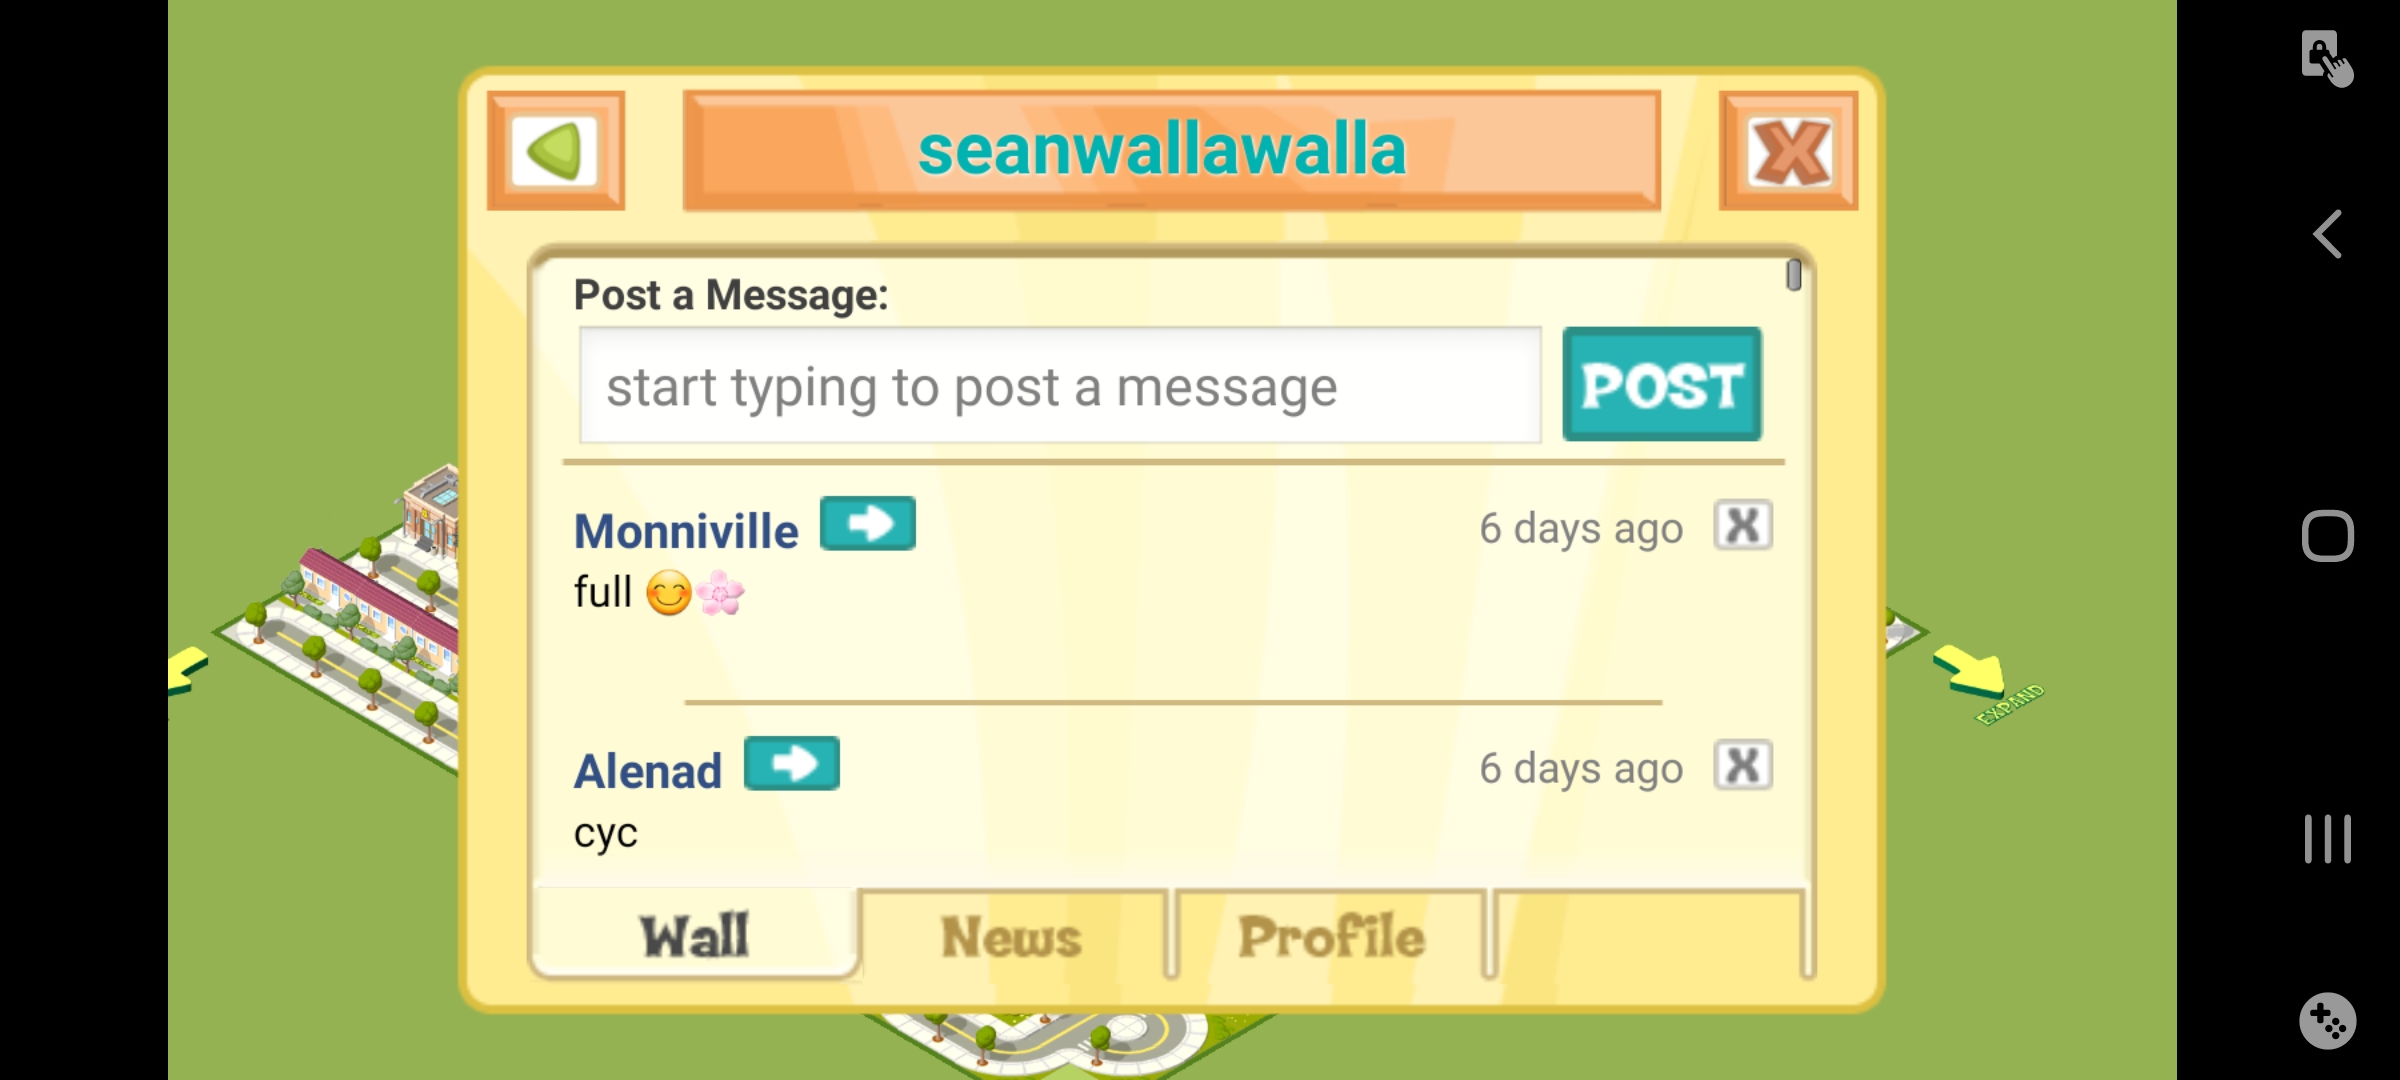 seanwallawalla
Post a Message:
start typing to post a message
POST
Monniville
6 days ago
X
full 😊🌸
Alenad
6 days ago
X
cyc
EXPAND
Wall
News
Profile